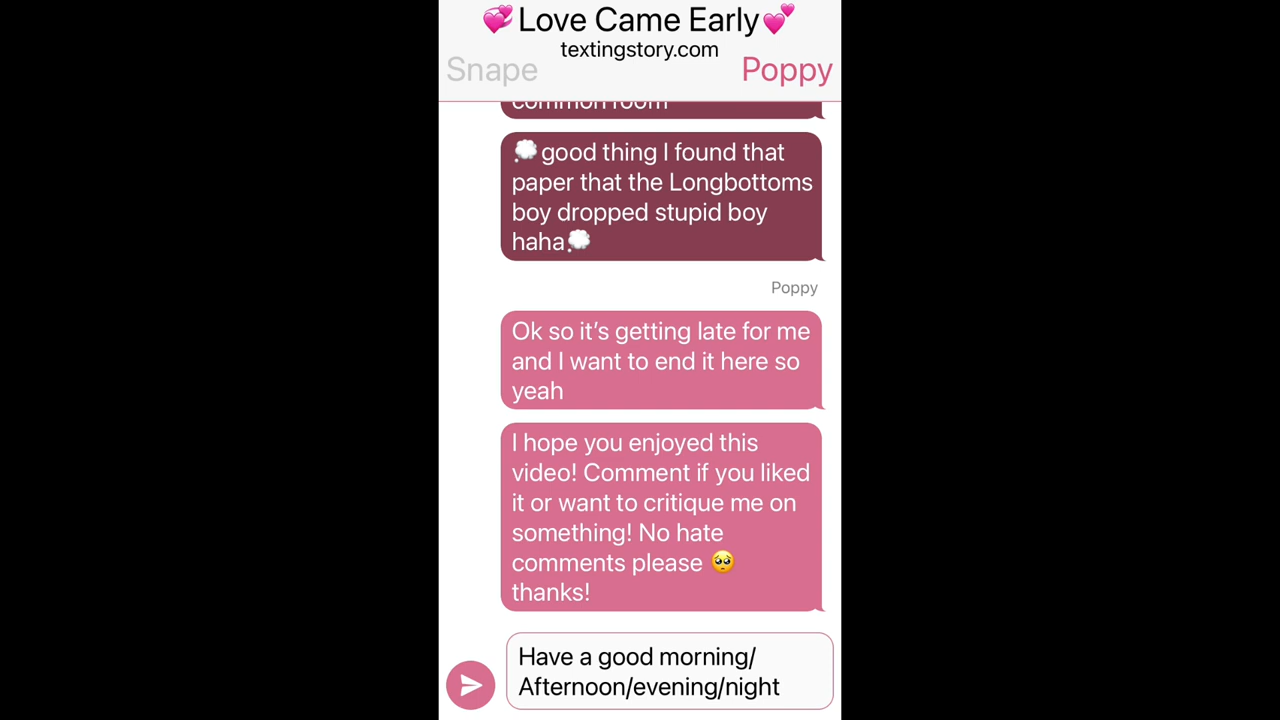 💞Love Came Early💕
textingstory.com
Snape Poppy
common room
💭good thing I found that
paper that the Longbottoms
boy dropped stupid boy
haha💭
Poppy
Ok so it’s getting late for me
and I want to end it here so
yeah
I hope you enjoyed this
video! Comment if you liked
it or want to critique me on
something! No hate
comments please 🥺
thanks!
Have a good morning/
Afternoon/evening/night